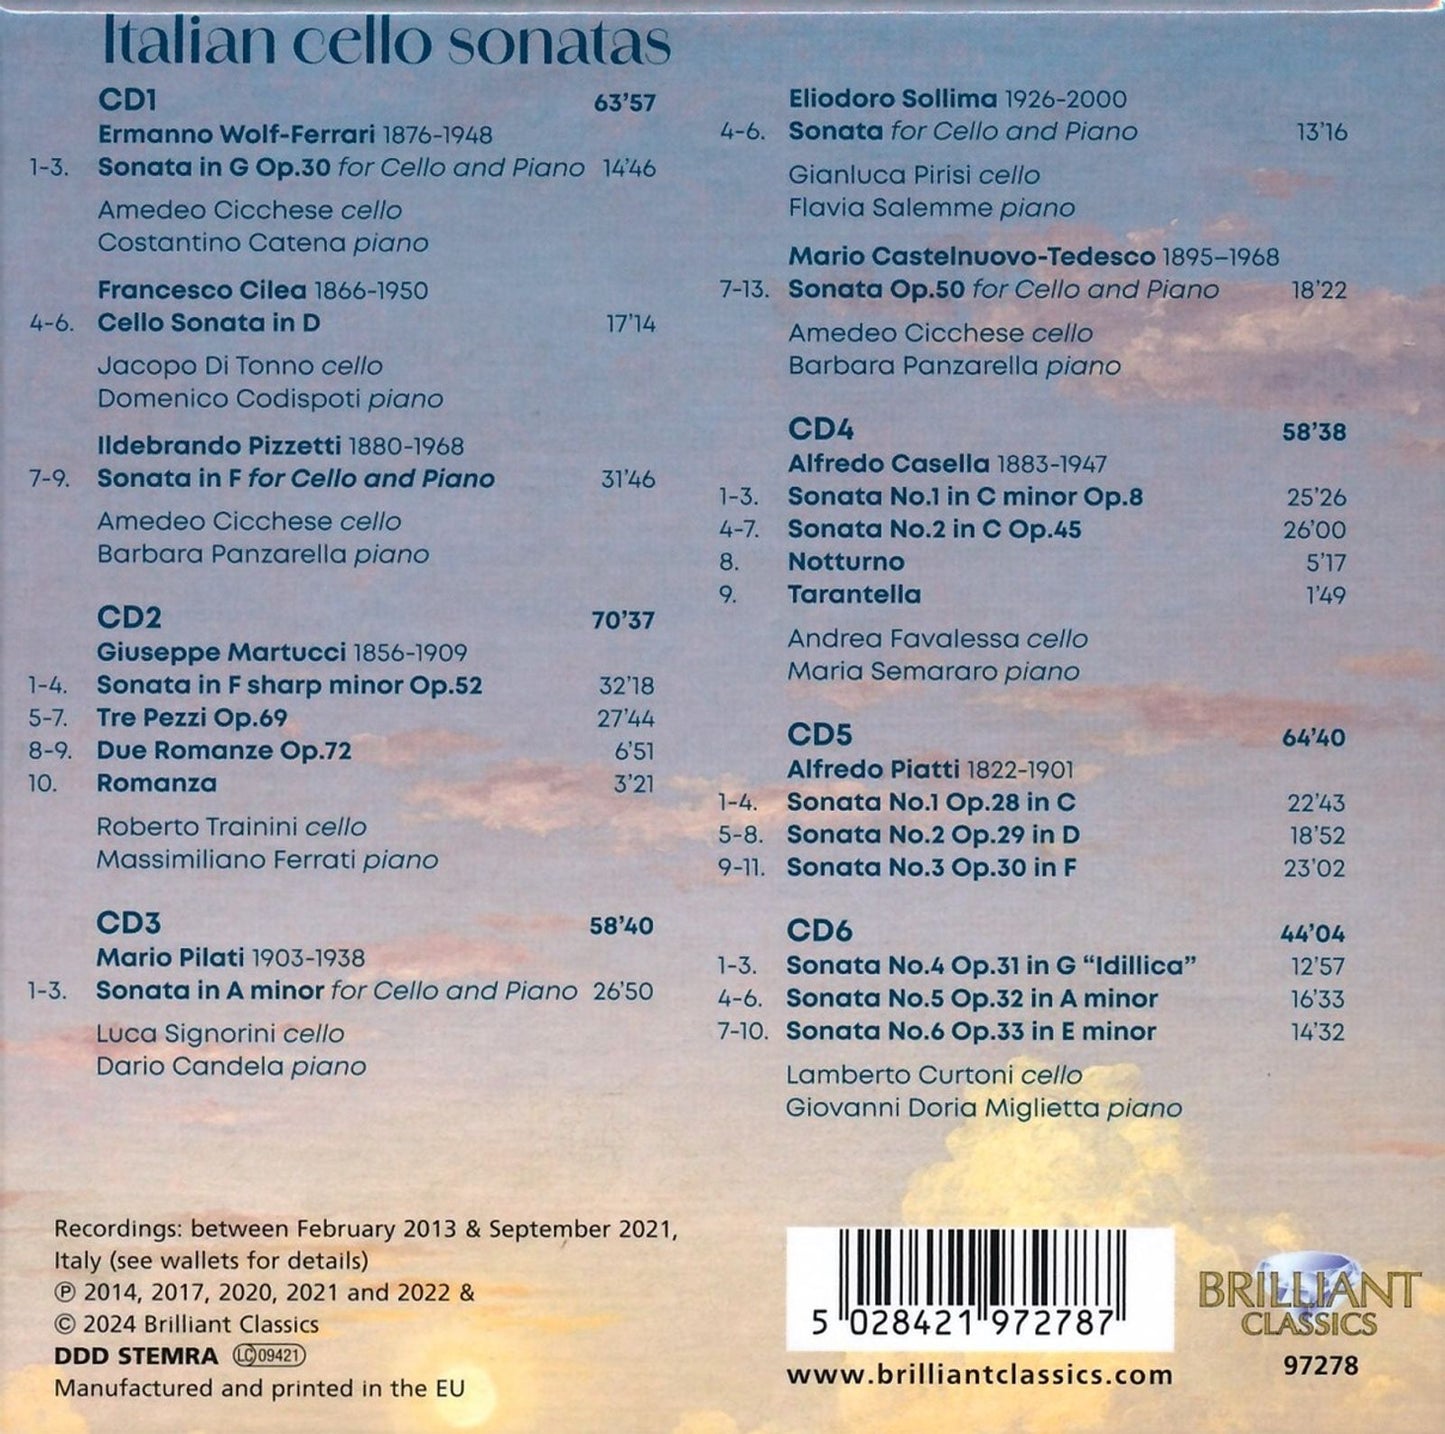 Italian cello sonatas
CD1 63’57
Ermanno Wolf-Ferrari 1876-1948
1-3. Sonata in G Op.30 for Cello and Piano 14’46
Amedeo Cicchese cello
Costantino Catena piano
Francesco Cilea 1866-1950
4-6. Cello Sonata in D 17’14
Jacopo Di Tonno cello
Domenico Codispoti piano
Ildebrando Pizzetti 1880-1968
7-9. Sonata in F for Cello and Piano 31’46
Amedeo Cicchese cello
Barbara Panzarella piano
CD2 70’37
Giuseppe Martucci 1856-1909
1-4. Sonata in F sharp minor Op.52 32’18
5-7. Tre Pezzi Op.69 27’44
8-9. Due Romanze Op.72 6’51
10. Romanza 3’21
Roberto Trainini cello
Massimiliano Ferrati piano
CD3 58’40
Mario Pilati 1903-1938
1-3. Sonata in A minor for Cello and Piano 26’50
Luca Signorini cello
Dario Candela piano
Eliodoro Sollima 1926-2000
4-6. Sonata for Cello and Piano 13’16
Gianluca Pirisi cello
Flavia Salemme piano
Mario Castelnuovo-Tedesco 1895–1968
7-13. Sonata Op.50 for Cello and Piano 18’22
Amedeo Cicchese cello
Barbara Panzarella piano
CD4 58’38
Alfredo Casella 1883-1947
1-3. Sonata No.1 in C minor Op.8 25’26
4-7. Sonata No.2 in C Op.45 26’00
8. Notturno 5’17
9. Tarantella 1’49
Andrea Favalessa cello
Maria Semararo piano
CD5 64’40
Alfredo Piatti 1822-1901
1-4. Sonata No.1 Op.28 in C 22’43
5-8. Sonata No.2 Op.29 in D 18’52
9-11. Sonata No.3 Op.30 in F 23’02
CD6 44’04
1-3. Sonata No.4 Op.31 in G “Idillica” 12’57
4-6. Sonata No.5 Op.32 in A minor 16’33
7-10. Sonata No.6 Op.33 in E minor 14’32
Lamberto Curtoni cello
Giovanni Doria Miglietta piano
Recordings: between February 2013 & September 2021,
Italy (see wallets for details)
℗ 2014, 2017, 2020, 2021 and 2022 &
© 2024 Brilliant Classics
DDD STEMRA LC 09421
Manufactured and printed in the EU
5 028421 972787
www.brilliantclassics.com
BRILLIANT
CLASSICS
97278